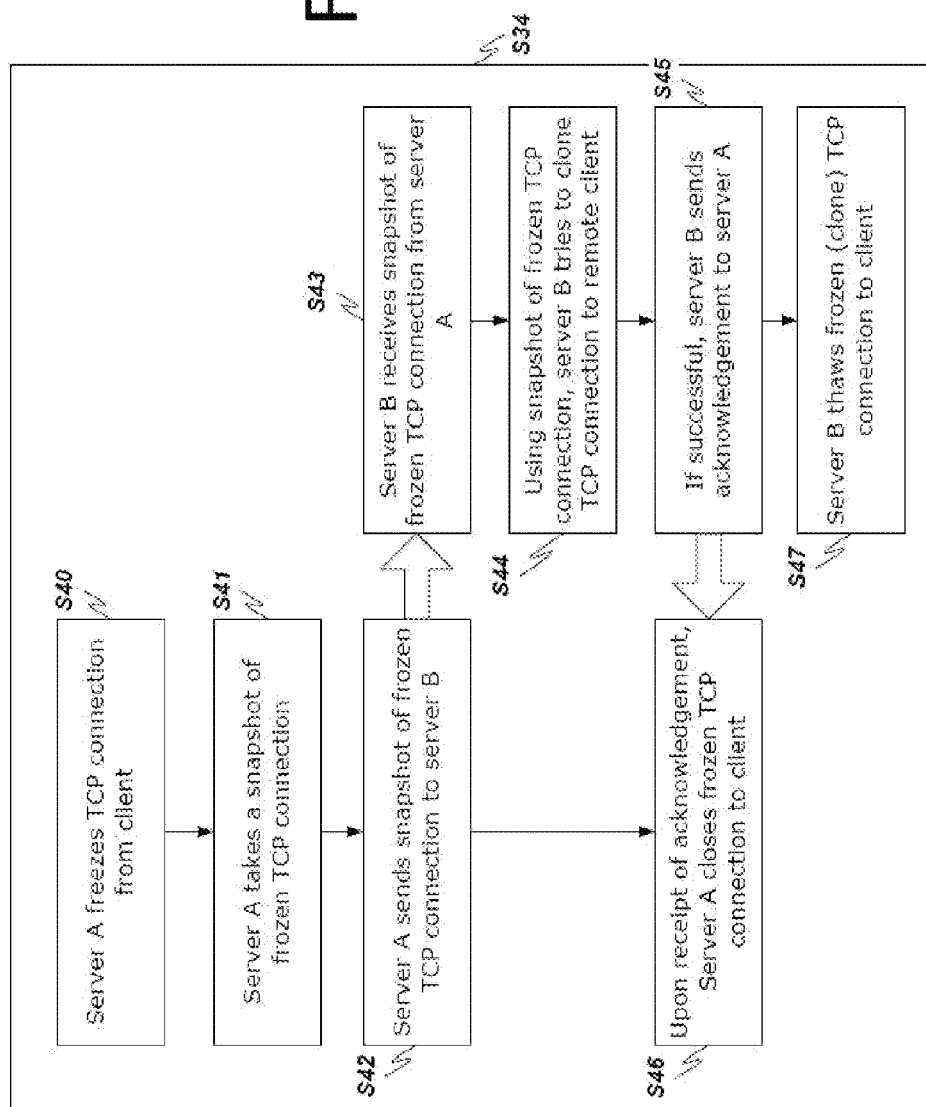 F
S34
S40
Server A freezes TCP connection
from client
S41
Server A takes a snapshot of
frozen TCP connection
S42
Server A sends snapshot of frozen
TCP connection to server B
S43
Server B receives snapshot of
frozen TCP connection from server
A
S44
Using snapshot of frozen TCP
connection, server B tries to clone
TCP connection to remote client.
S45
If successful, server B sends
acknowledgement to server A
S46
Upon receipt of acknowledgement,
Server A closes frozen TCP
connection to client
S47
Server B thaws frozen (clone) TCP
connection to client